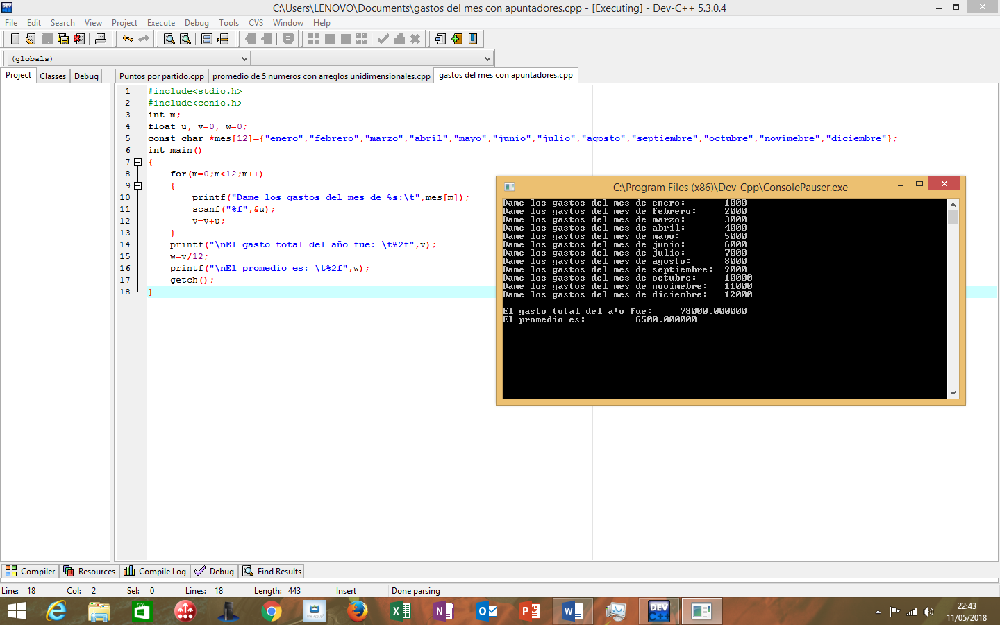 C:\Users\LENOVO\Documents\gastos del mes con apuntadores.cpp - [Executing] - Dev-C++ 5.3.0.4
File Edit Search View Project Execute Debug Tools CVS Window Help
(globals)
Project Classes Debug
Puntos por partido.cpp promedio de 5 numeros con arreglos unidimensionales.cpp gastos del mes con apuntadores.cpp
1 #include<stdio.h>
2 #include<conio.h>
3 int m;
4 float u, v=0, w=0;
5 const char *mes[12]={"enero","febrero","marzo","abril","mayo","junio","julio","agosto","septiembre","octubre","novimebre","diciembre"};
6 int main()
7 {
8 for(m=0;m<12;m++)
9 {
10 printf("Dame los gastos del mes de %s:\t",mes[m]);
11 scanf("%f",&u);
12 v=v+u;
13 }
14 printf("\nEl gasto total del año fue: \t%2f",v);
15 w=v/12;
16 printf("\nEl promedio es: \t%2f",w);
17 getch();
18 }
C:\Program Files (x86)\Dev-Cpp\ConsolePauser.exe
Dame los gastos del mes de enero: 1000
Dame los gastos del mes de febrero: 2000
Dame los gastos del mes de marzo: 3000
Dame los gastos del mes de abril: 4000
Dame los gastos del mes de mayo: 5000
Dame los gastos del mes de junio: 6000
Dame los gastos del mes de julio: 7000
Dame los gastos del mes de agosto: 8000
Dame los gastos del mes de septiembre: 9000
Dame los gastos del mes de octubre: 10000
Dame los gastos del mes de novimebre: 11000
Dame los gastos del mes de diciembre: 12000
El gasto total del a±o fue: 78000.000000
El promedio es: 6500.000000
Compiler Resources Compile Log Debug Find Results
Line: 18 Col: 2 Sel: 0 Lines: 18 Length: 443 Insert Done parsing
DEV C++
22:43
11/05/2018